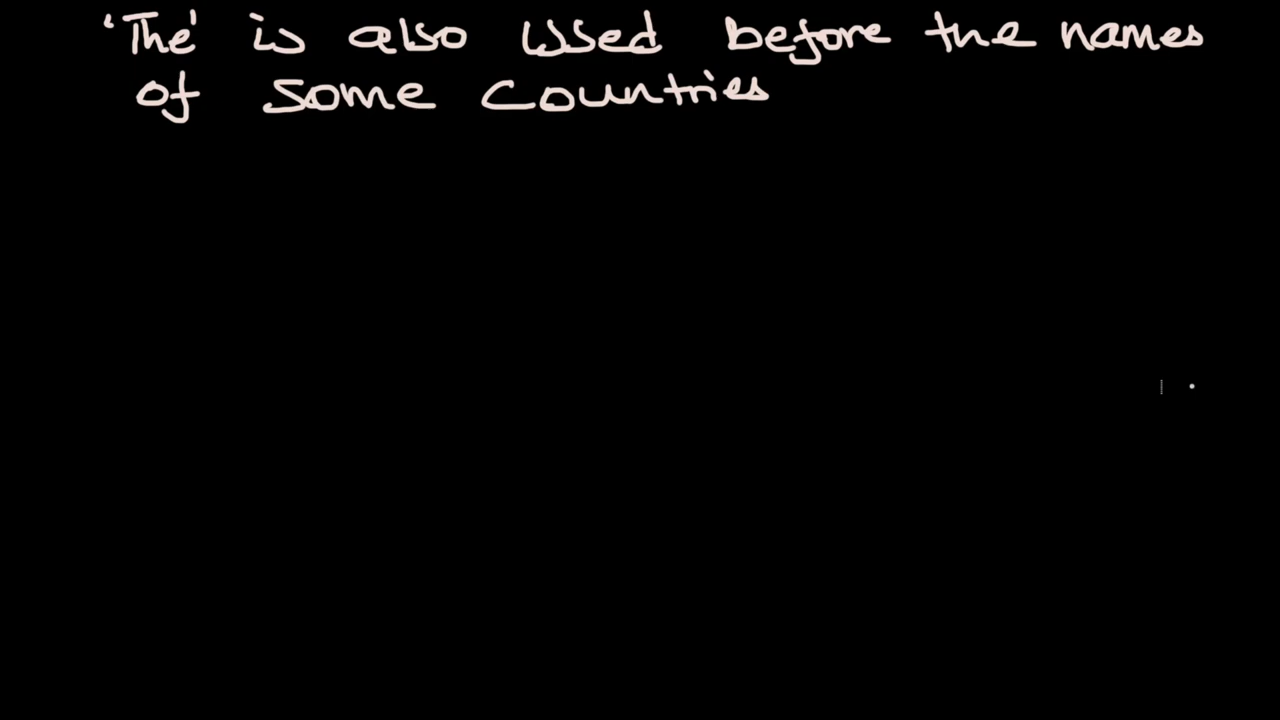 'The' is also used before the names
of some countries